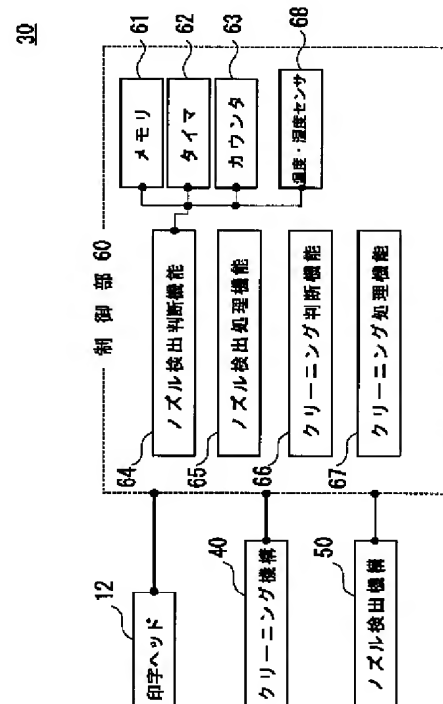 30
制御部 60
メモリ
61
タイマ
62
カウンタ
63
温度・湿度センサ
68
ノズル検出判断機能
64
ノズル検出処理機能
65
クリーニング判断機能
66
クリーニング処理機能
67
印字ヘッド
12
クリーニング機構
40
ノズル検出機構
50